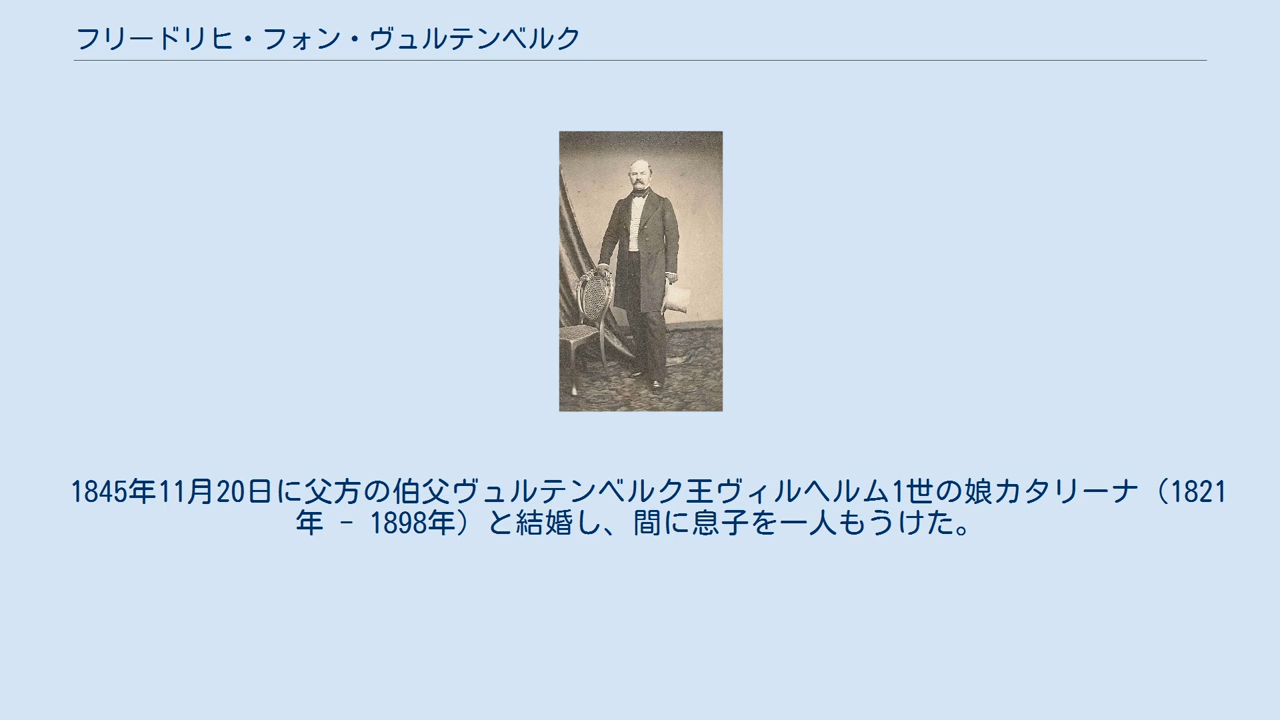 フリードリヒ・フォン・ヴュルテンベルク
1845年11月20日に父方の伯父ヴュルテンベルク王ヴィルヘルム1世の娘カタリーナ（1821
年 - 1898年）と結婚し、間に息子を一人もうけた。